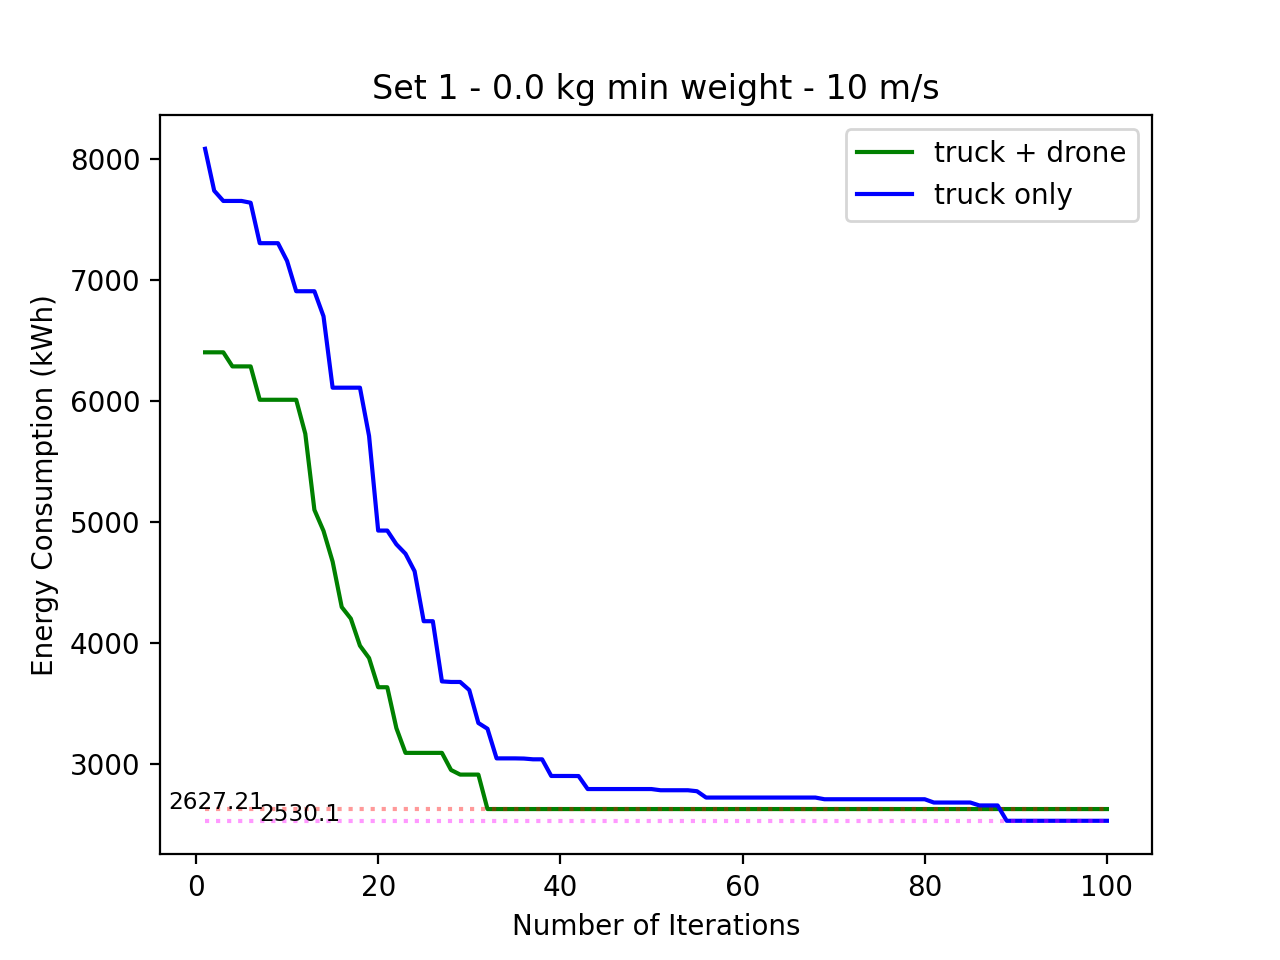 Set 1 - 0.0 kg min weight - 10 m/s
truck + drone
truck only
Energy Consumption (kWh)
8000
7000
6000
5000
4000
3000
2627.21
2530.1
0 20 40 60 80 100
Number of Iterations